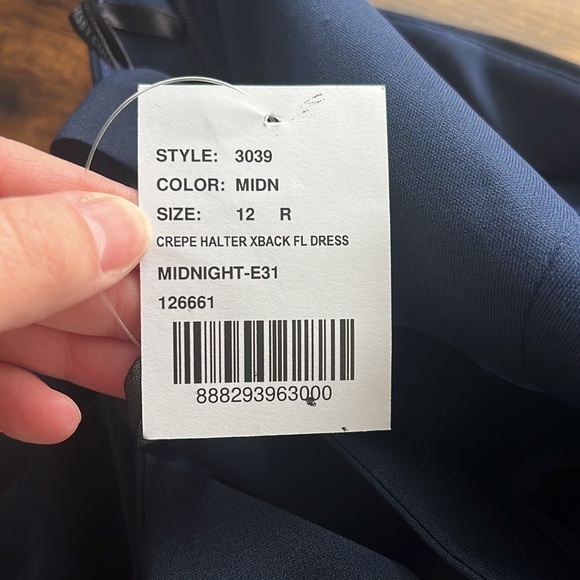 STYLE: 3039
COLOR: MIDN
SIZE: 12 R
CREPE HALTER XBACK FL DRESS
MIDNIGHT-E31
126661
888293963000